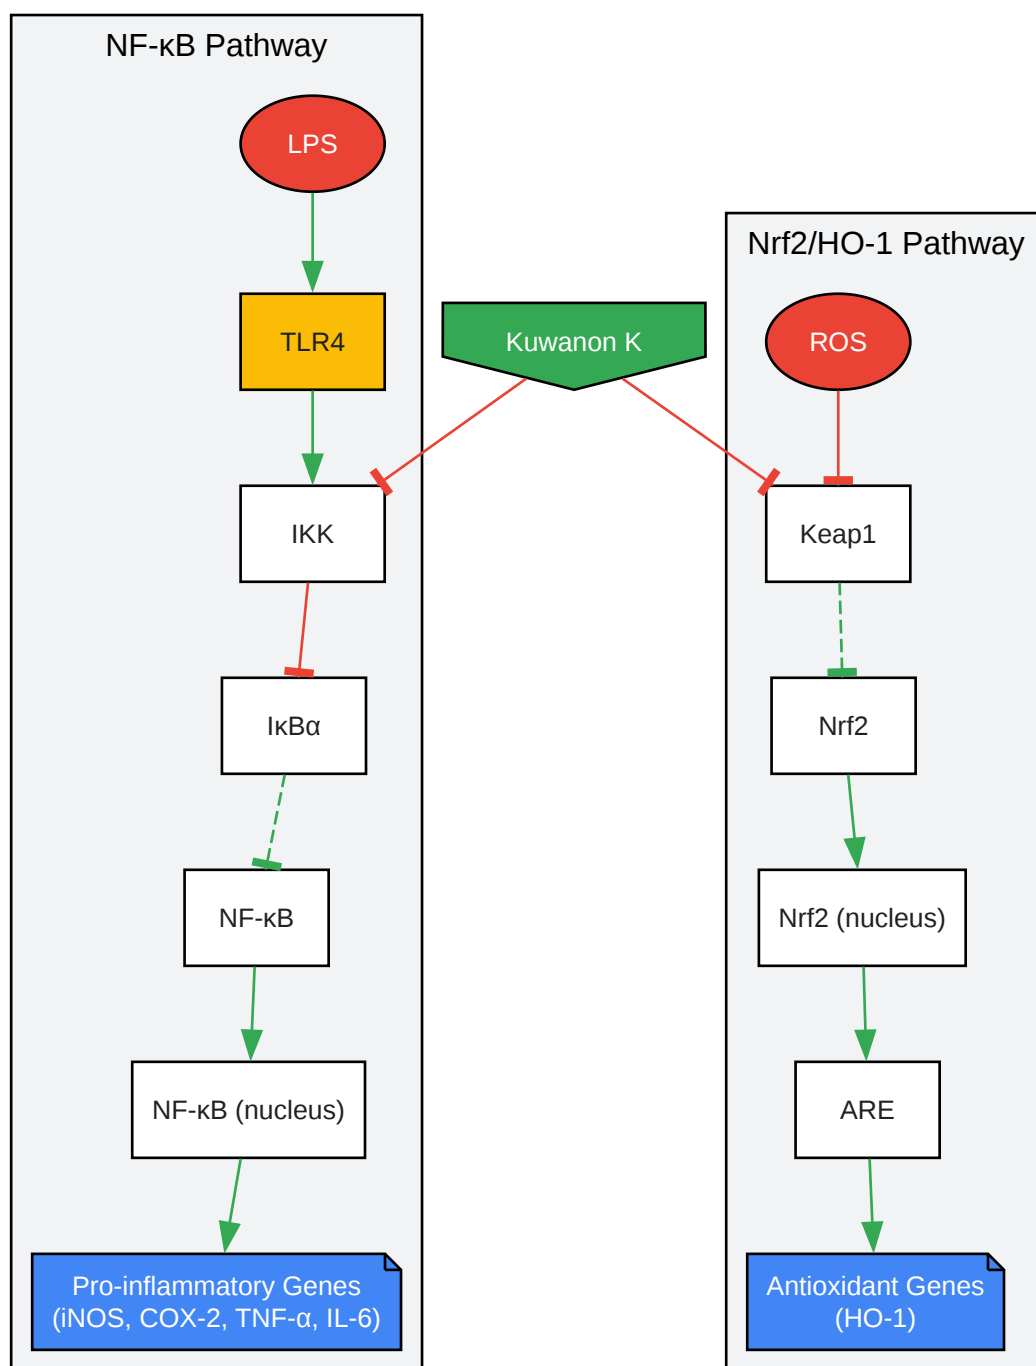 NF-κB Pathway
LPS
TLR4
IKK
IκBα
NF-κB
NF-κB (nucleus)
Pro-inflammatory Genes
(iNOS, COX-2, TNF-α, IL-6)
Kuwanon K
Nrf2/HO-1 Pathway
ROS
Keap1
Nrf2
Nrf2 (nucleus)
ARE
Antioxidant Genes
(HO-1)